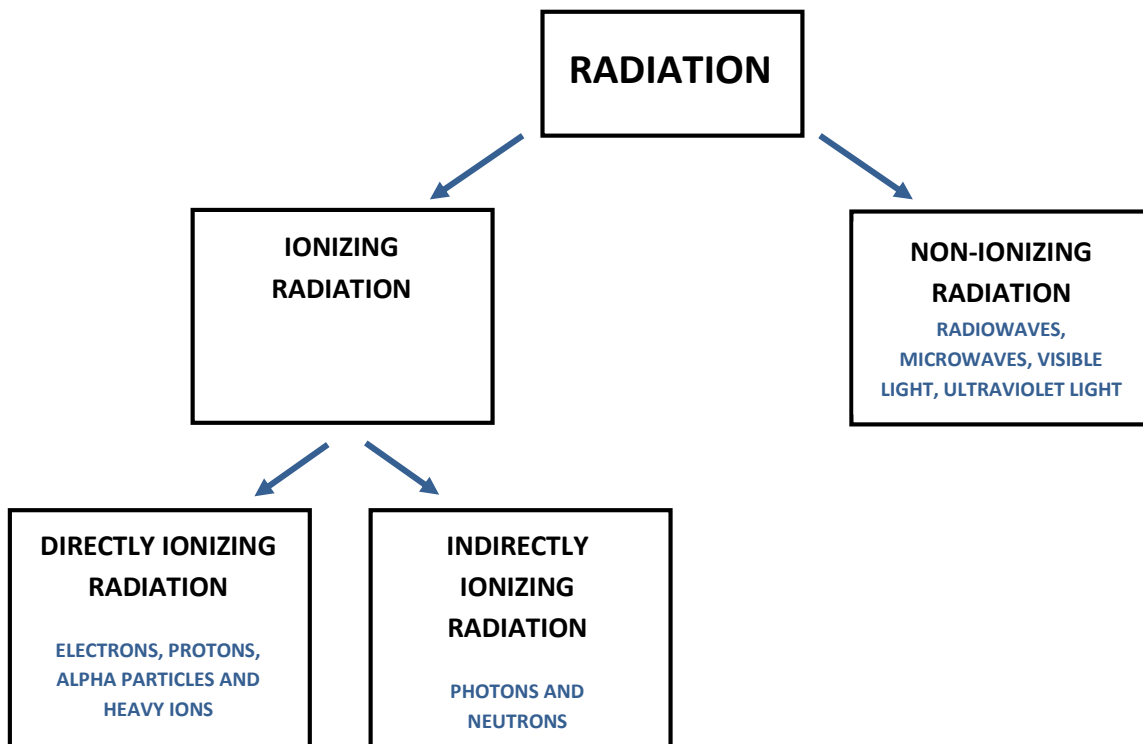 RADIATION
IONIZING
RADIATION
NON-IONIZING
RADIATION
RADIOWAVES,
MICROWAVES, VISIBLE
LIGHT, ULTRAVIOLET LIGHT
DIRECTLY IONIZING
RADIATION
ELECTRONS, PROTONS,
ALPHA PARTICLES AND
HEAVY IONS
INDIRECTLY
IONIZING
RADIATION
PHOTONS AND
NEUTRONS